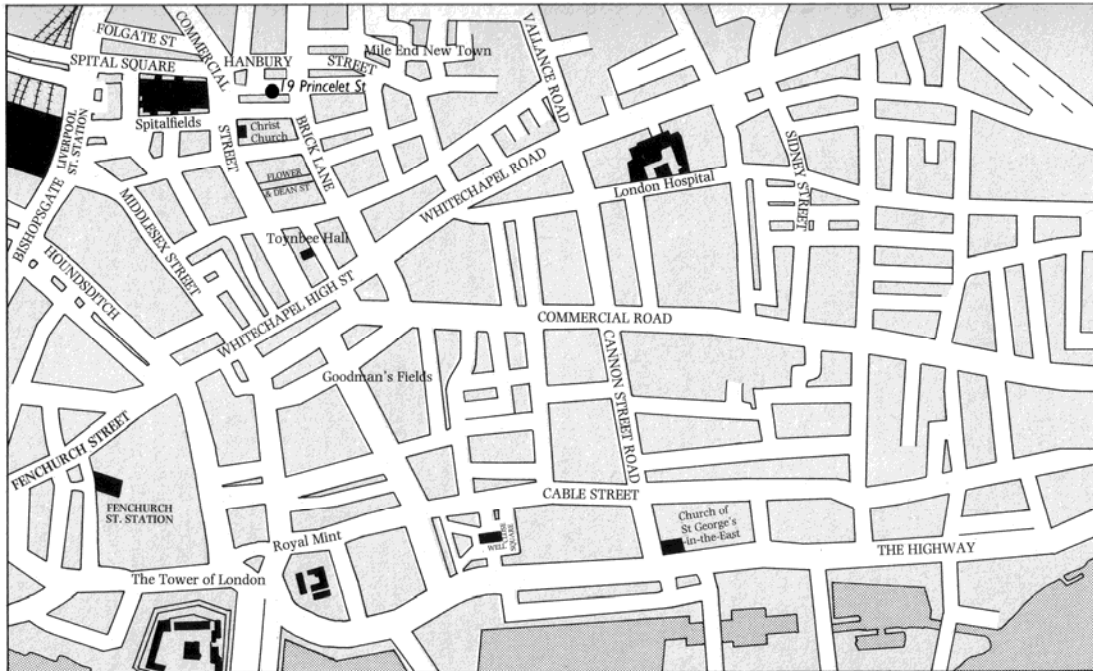 FOLGATE ST
COMMERCIAL
STREET
SPITAL SQUARE
HANBURY
STREET
Mile End New Town
VALLANCE ROAD
19 Princelet St
Spitalfields
Christ
Church
BRICK LANE
LIVERPOOL
ST. STATION
BISHOPSGATE
FLOWER
& DEAN ST
MIDDLESEX STREET
HOUNDSDITCH
Toynbee Hall
WHITECHAPEL ROAD
London Hospital
SIDNEY STREET
WHITECHAPEL HIGH ST
COMMERCIAL ROAD
CANNON STREET ROAD
Goodman's Fields
FENCHURCH STREET
FENCHURCH
ST. STATION
CABLE STREET
Royal Mint
WELL
CLOSE
SQUARE
Church of
St George's
-in-the-East
THE HIGHWAY
The Tower of London